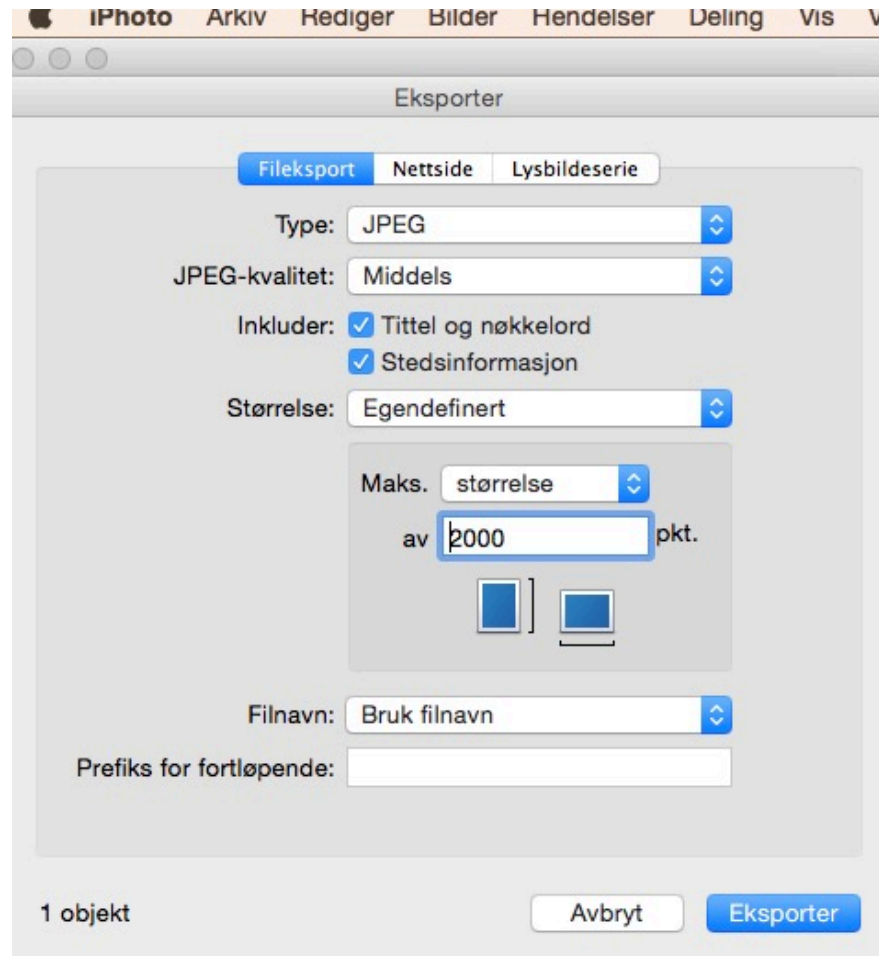 iPhoto Arkiv Rediger Bilder Hendelser Deling Vis
Eksporter
Fileksport Nettside Lysbildeserie
Type: JPEG
JPEG-kvalitet: Middels
Inkluder: Tittel og nøkkelord
Stedsinformasjon
Størrelse: Egendefinert
Maks. størrelse
av 2000 pkt.
Filnavn: Bruk filnavn
Prefiks for fortløpende:
1 objekt Avbryt Eksporter